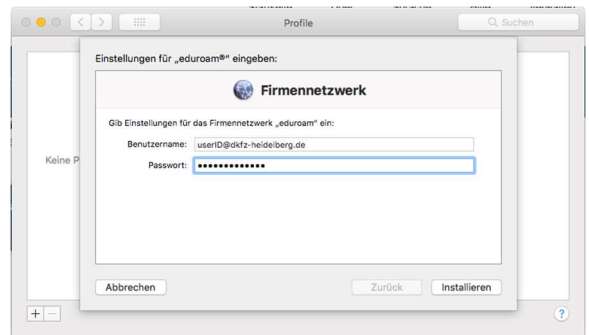 Profile
Suchen
Einstellungen für „eduroam®“ eingeben:
Firmennetzwerk
Gib Einstellungen für das Firmennetzwerk „eduroam“ ein:
Benutzername: userID@dkfz-heidelberg.de
Passwort: •••••••••••••
Keine P
Abbrechen
Zurück
Installieren
+ −
?